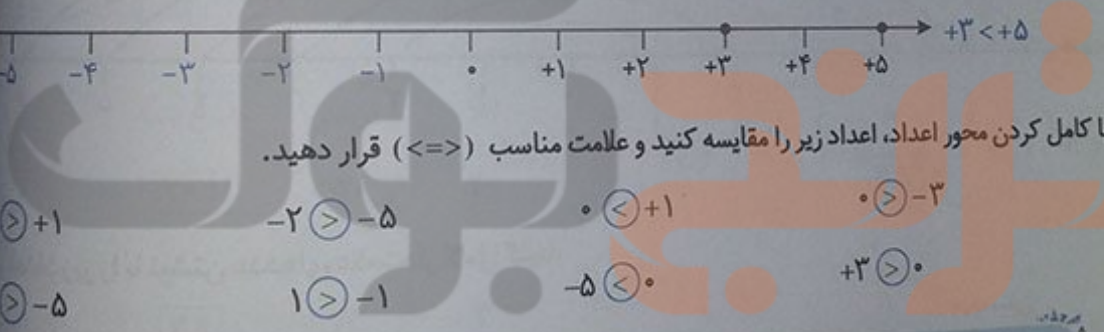 -۵ -۴ -۳ -۲ -۱ ۰ +۱ +۲ +۳ +۴ +۵ +۳ < +۵
کامل کردن محور اعداد، اعداد زیر را مقایسه کنید و علامت مناسب (<=>) قرار دهید.
۰ > -۳
۰ < +۱
-۲ > -۵
> +۱
+۳ > ۰
-۵ < ۰
۱ > -۱
> -۵
ترنج بوک